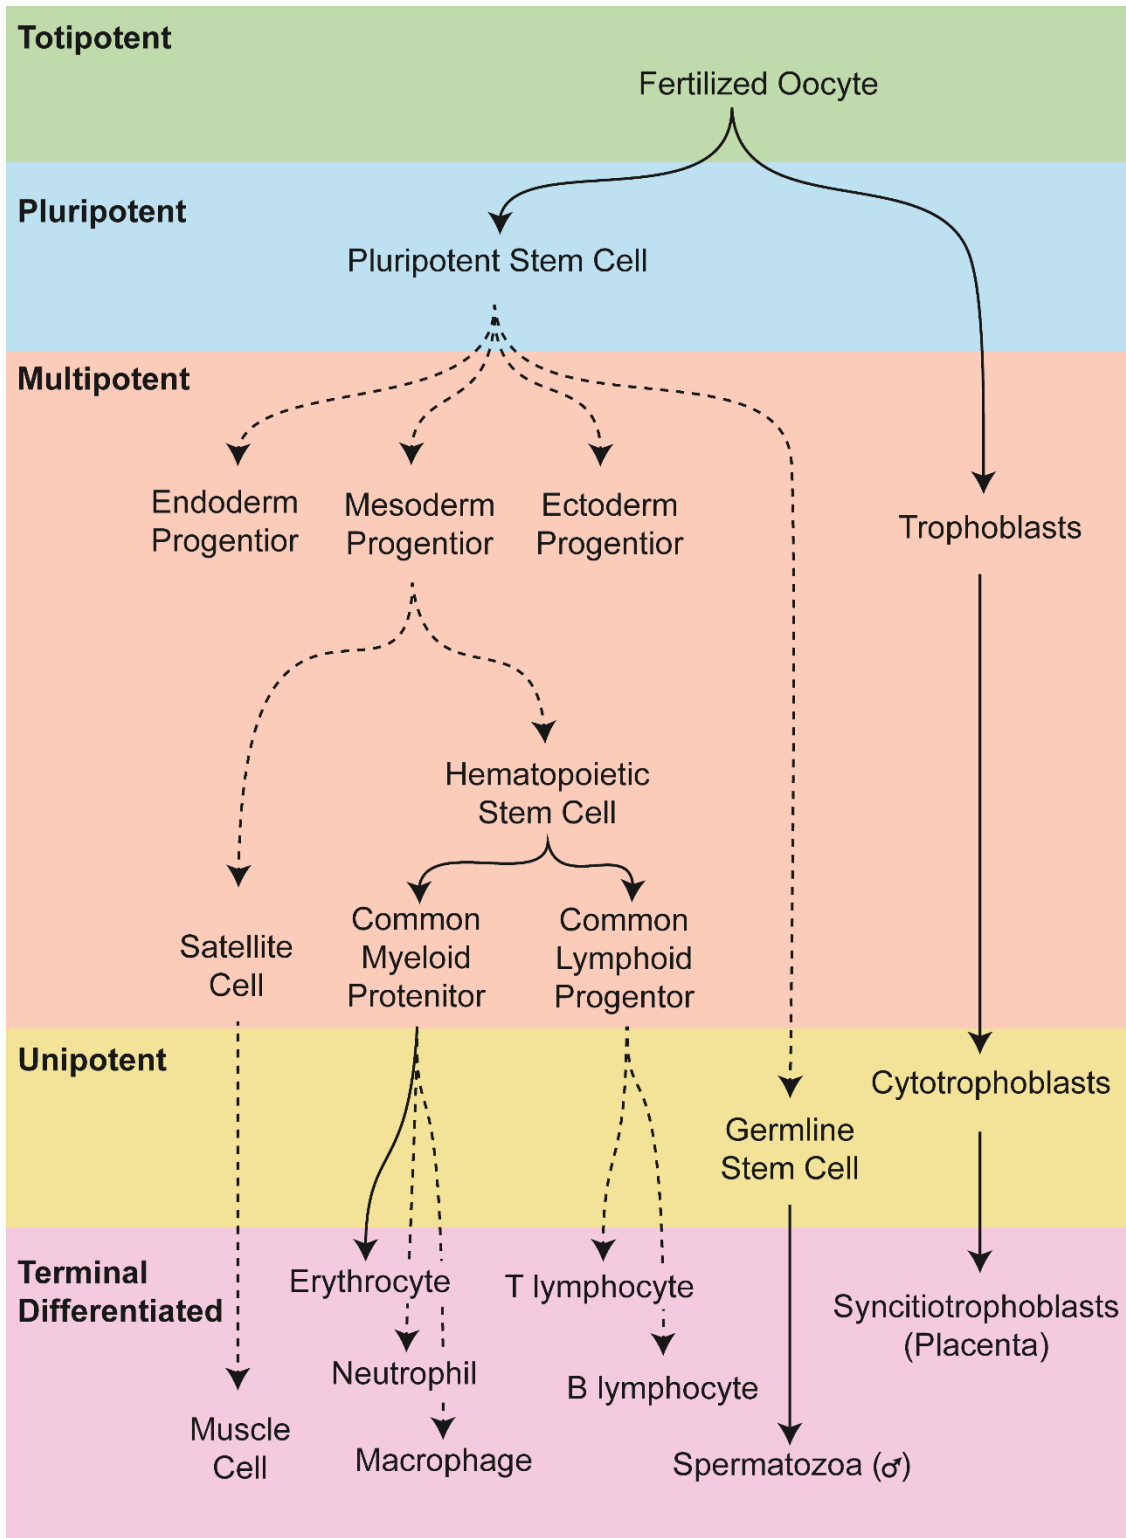 Totipotent
Fertilized Oocyte
Pluripotent
Pluripotent Stem Cell
Multipotent
Endoderm
Progentior
Mesoderm
Progentior
Ectoderm
Progentior
Trophoblasts
Hematopoietic
Stem Cell
Satellite
Cell
Common
Myeloid
Protenitor
Common
Lymphoid
Progentor
Unipotent
Cytotrophoblasts
Germline
Stem Cell
Terminal
Differentiated
Erythrocyte
T lymphocyte
Syncitiotrophoblasts
(Placenta)
Neutrophil
B lymphocyte
Muscle
Cell
Macrophage
Spermatozoa (♂)